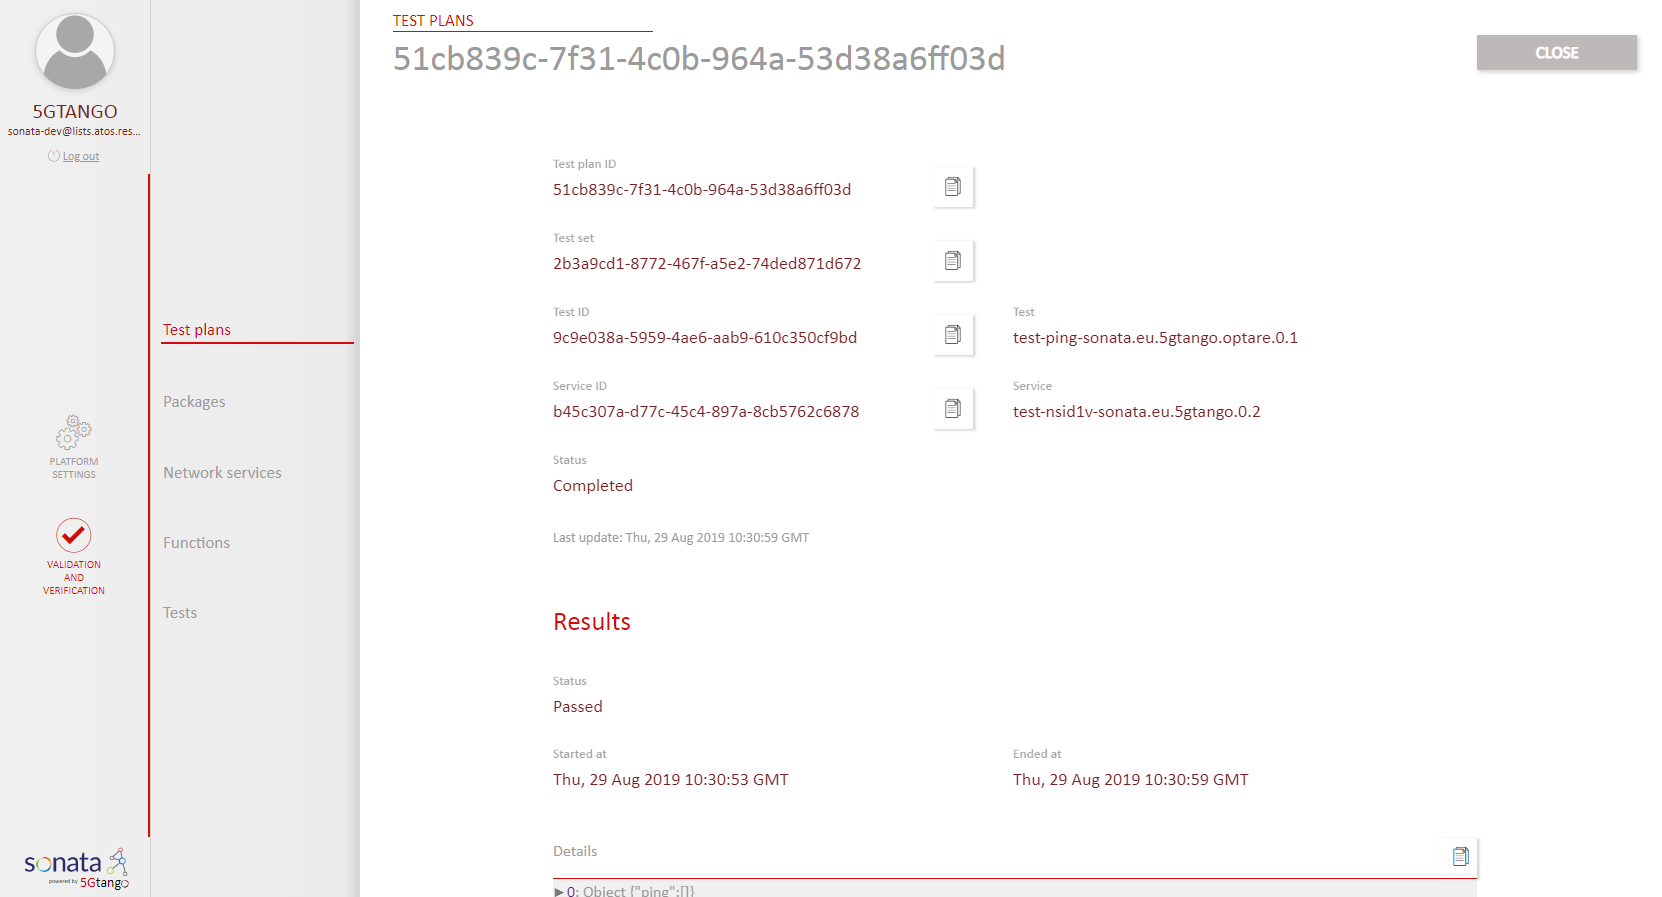 5GTANGO
sonata-dev@lists.atos.res...
Log out
PLATFORM
SETTINGS
VALIDATION
AND
VERIFICATION
sonata
powered by 5Gtango
Test plans
Packages
Network services
Functions
Tests
TEST PLANS
51cb839c-7f31-4c0b-964a-53d38a6ff03d
CLOSE
Test plan ID
51cb839c-7f31-4c0b-964a-53d38a6ff03d
Test set
2b3a9cd1-8772-467f-a5e2-74ded871d672
Test ID
9c9e038a-5959-4ae6-aab9-610c350cf9bd
Test
test-ping-sonata.eu.5gtango.optare.0.1
Service ID
b45c307a-d77c-45c4-897a-8cb5762c6878
Service
test-nsid1v-sonata.eu.5gtango.0.2
Status
Completed
Last update: Thu, 29 Aug 2019 10:30:59 GMT
Results
Status
Passed
Started at
Thu, 29 Aug 2019 10:30:53 GMT
Ended at
Thu, 29 Aug 2019 10:30:59 GMT
Details
0: Object {"ping":[]}